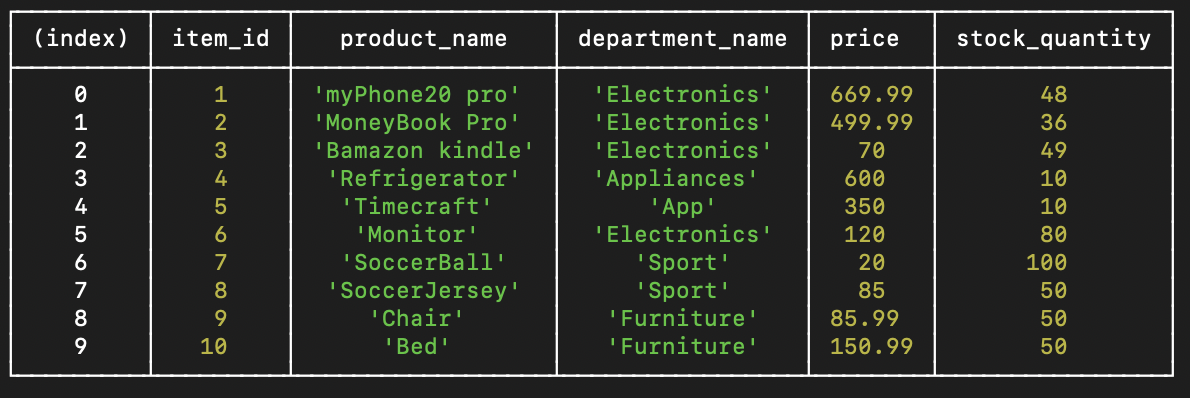 (index) item_id product_name department_name price stock_quantity
0 1 'myPhone20 pro' 'Electronics' 669.99 48
1 2 'MoneyBook Pro' 'Electronics' 499.99 36
2 3 'Bamazon kindle' 'Electronics' 70 49
3 4 'Refrigerator' 'Appliances' 600 10
4 5 'Timecraft' 'App' 350 10
5 6 'Monitor' 'Electronics' 120 80
6 7 'SoccerBall' 'Sport' 20 100
7 8 'SoccerJersey' 'Sport' 85 50
8 9 'Chair' 'Furniture' 85.99 50
9 10 'Bed' 'Furniture' 150.99 50